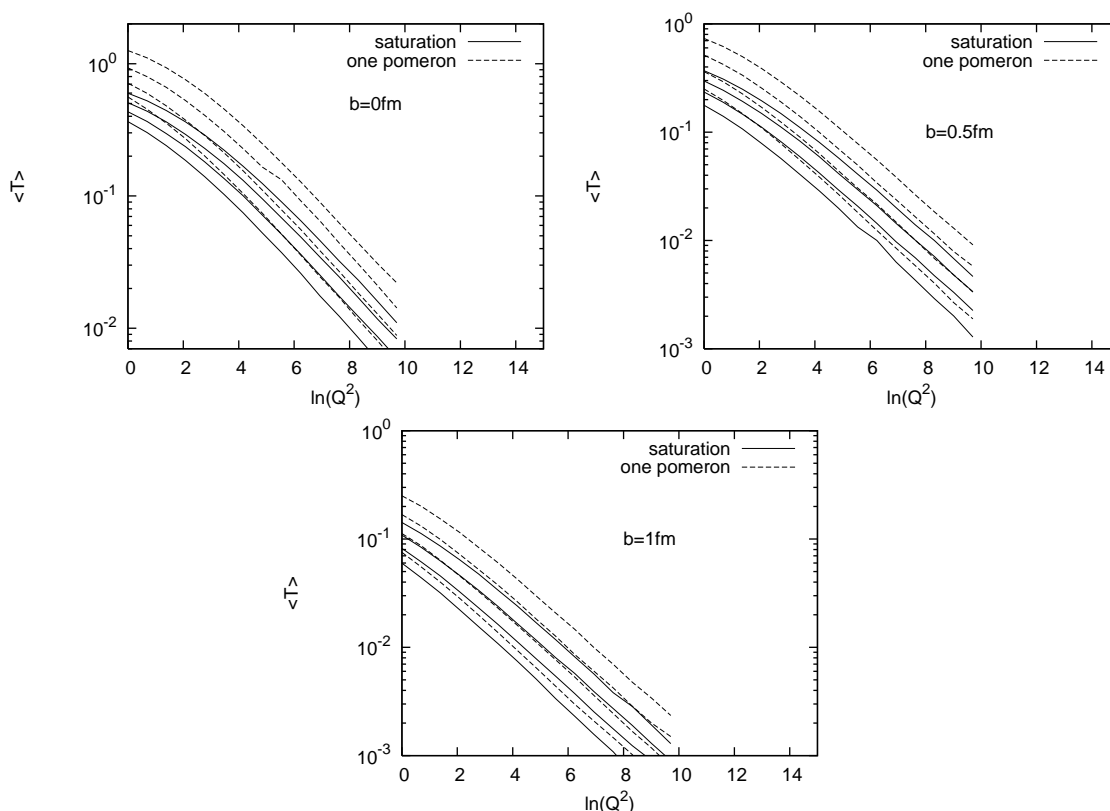 10^0
10^-1
10^-2
<T>
saturation
one pomeron
b=0fm
0 2 4 6 8 10 12 14
ln(Q^2)
10^0
10^-1
10^-2
10^-3
<T>
saturation
one pomeron
b=0.5fm
0 2 4 6 8 10 12 14
ln(Q^2)
10^0
10^-1
10^-2
10^-3
<T>
saturation
one pomeron
b=1fm
0 2 4 6 8 10 12 14
ln(Q^2)